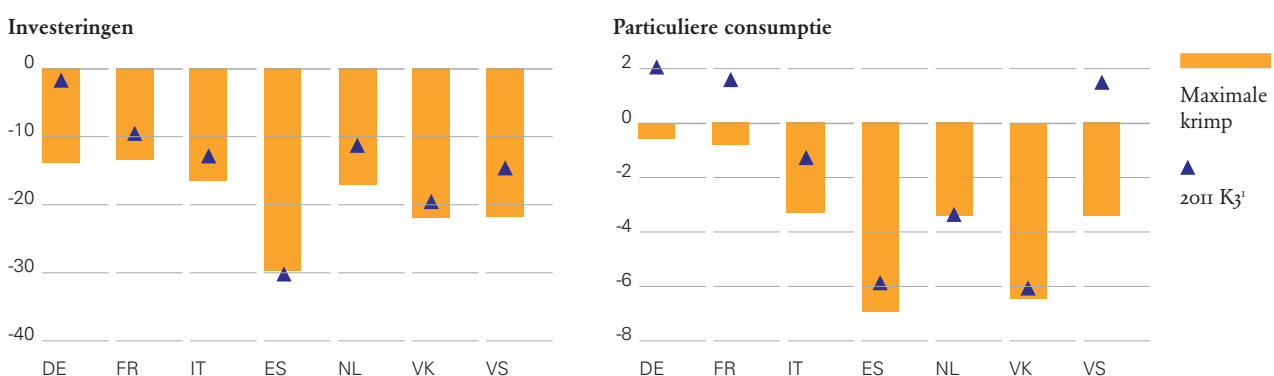 Investeringen
0
-10
-20
-30
-40
DE FR IT ES NL VK VS
Particuliere consumptie
2
0
-2
-4
-6
-8
DE FR IT ES NL VK VS
Maximale
krimp
2011 K3¹